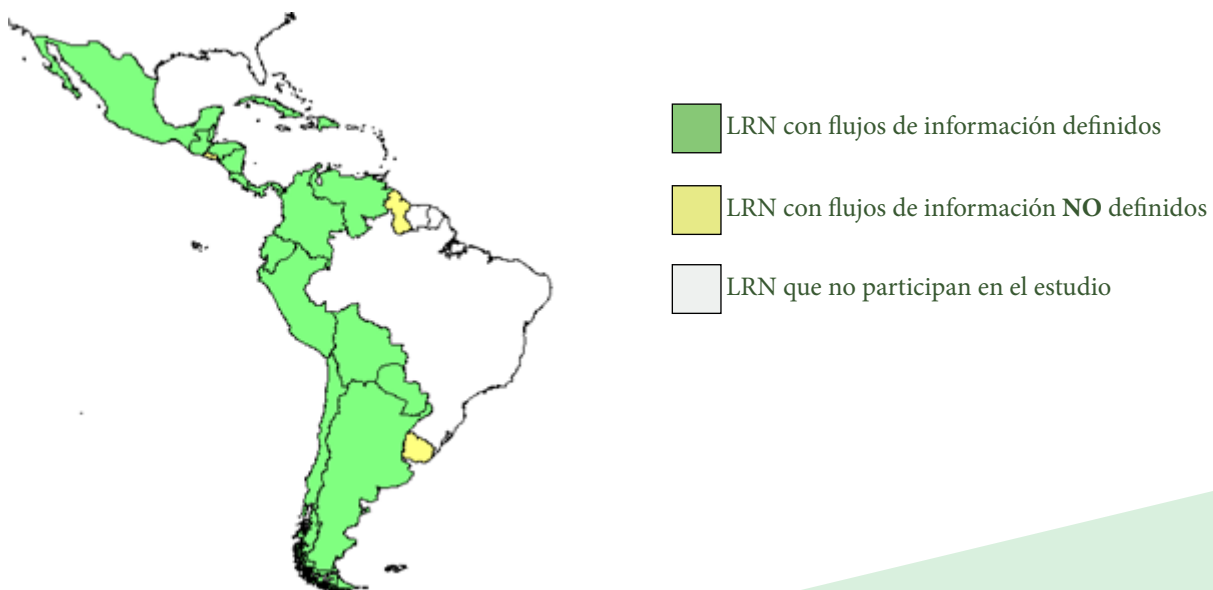 LRN con flujos de información definidos
LRN con flujos de información NO definidos
LRN que no participan en el estudio